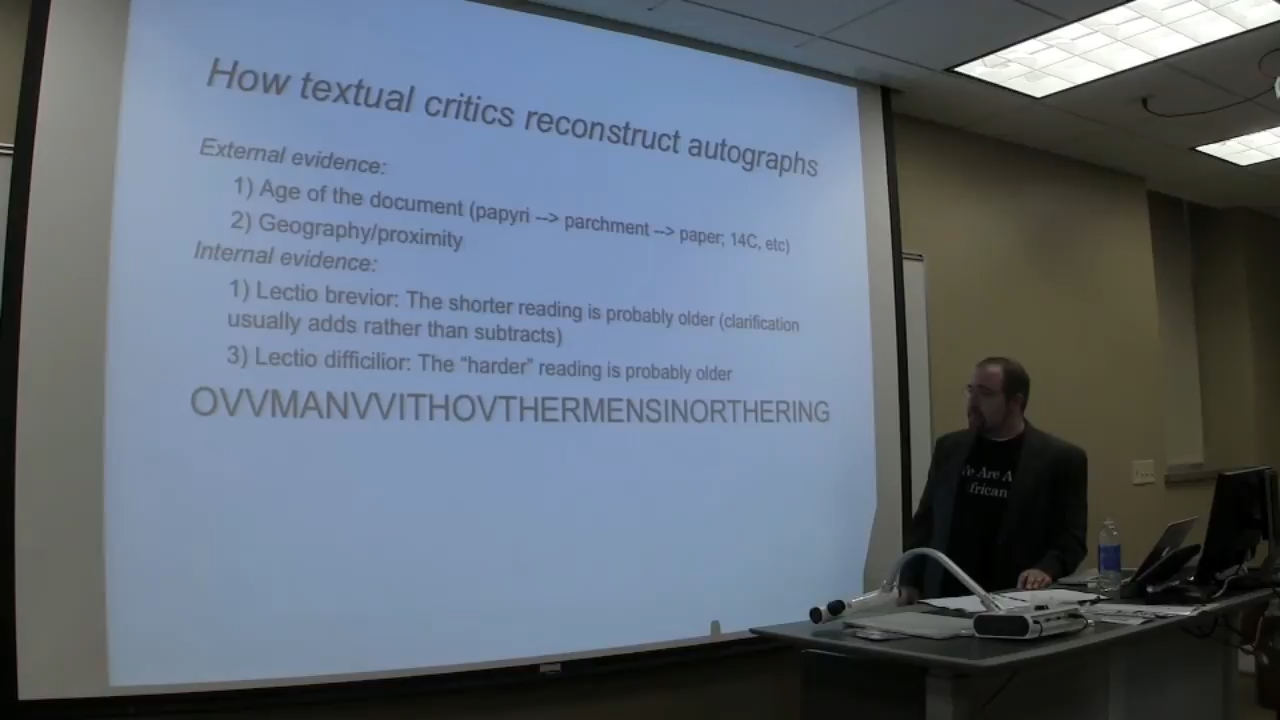 How textual critics reconstruct autographs
External evidence:
1) Age of the document (papyri --> parchment --> paper; 14C, etc)
2) Geography/proximity
Internal evidence:
1) Lectio brevior: The shorter reading is probably older (clarification
usually adds rather than subtracts)
3) Lectio difficilior: The “harder” reading is probably older
OVVMANVVITHOVTHERMENSINORTHERING
Are A
frican